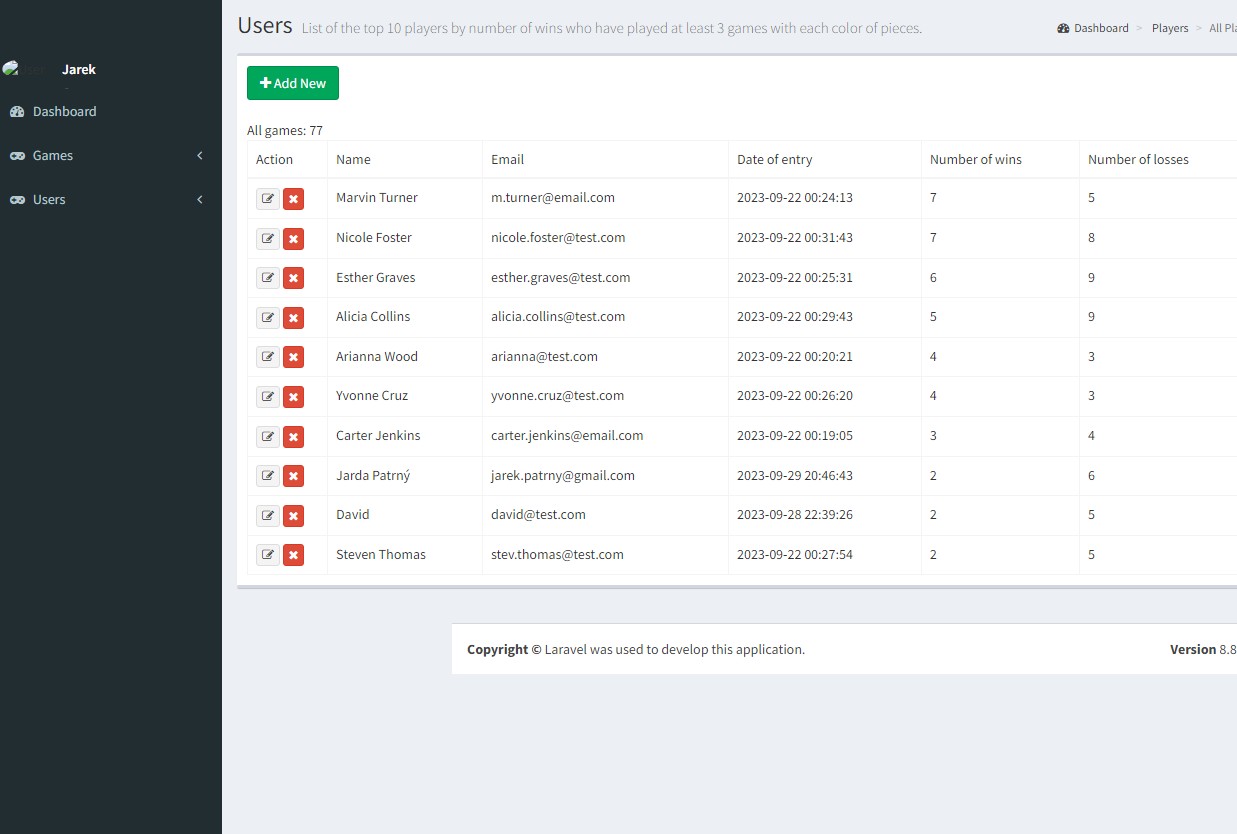 Users List of the top 10 players by number of wins who have played at least 3 games with each color of pieces.
Dashboard > Players > All Pla
Jarek
Dashboard
Games
Users
Add New
All games: 77
Action Name Email Date of entry Number of wins Number of losses
Marvin Turner m.turner@email.com 2023-09-22 00:24:13 7 5
Nicole Foster nicole.foster@test.com 2023-09-22 00:31:43 7 8
Esther Graves esther.graves@test.com 2023-09-22 00:25:31 6 9
Alicia Collins alicia.collins@test.com 2023-09-22 00:29:43 5 9
Arianna Wood arianna@test.com 2023-09-22 00:20:21 4 3
Yvonne Cruz yvonne.cruz@test.com 2023-09-22 00:26:20 4 3
Carter Jenkins carter.jenkins@email.com 2023-09-22 00:19:05 3 4
Jarda Patrný jarek.patrny@gmail.com 2023-09-29 20:46:43 2 6
David david@test.com 2023-09-28 22:39:26 2 5
Steven Thomas stev.thomas@test.com 2023-09-22 00:27:54 2 5
Copyright © Laravel was used to develop this application.
Version 8.8